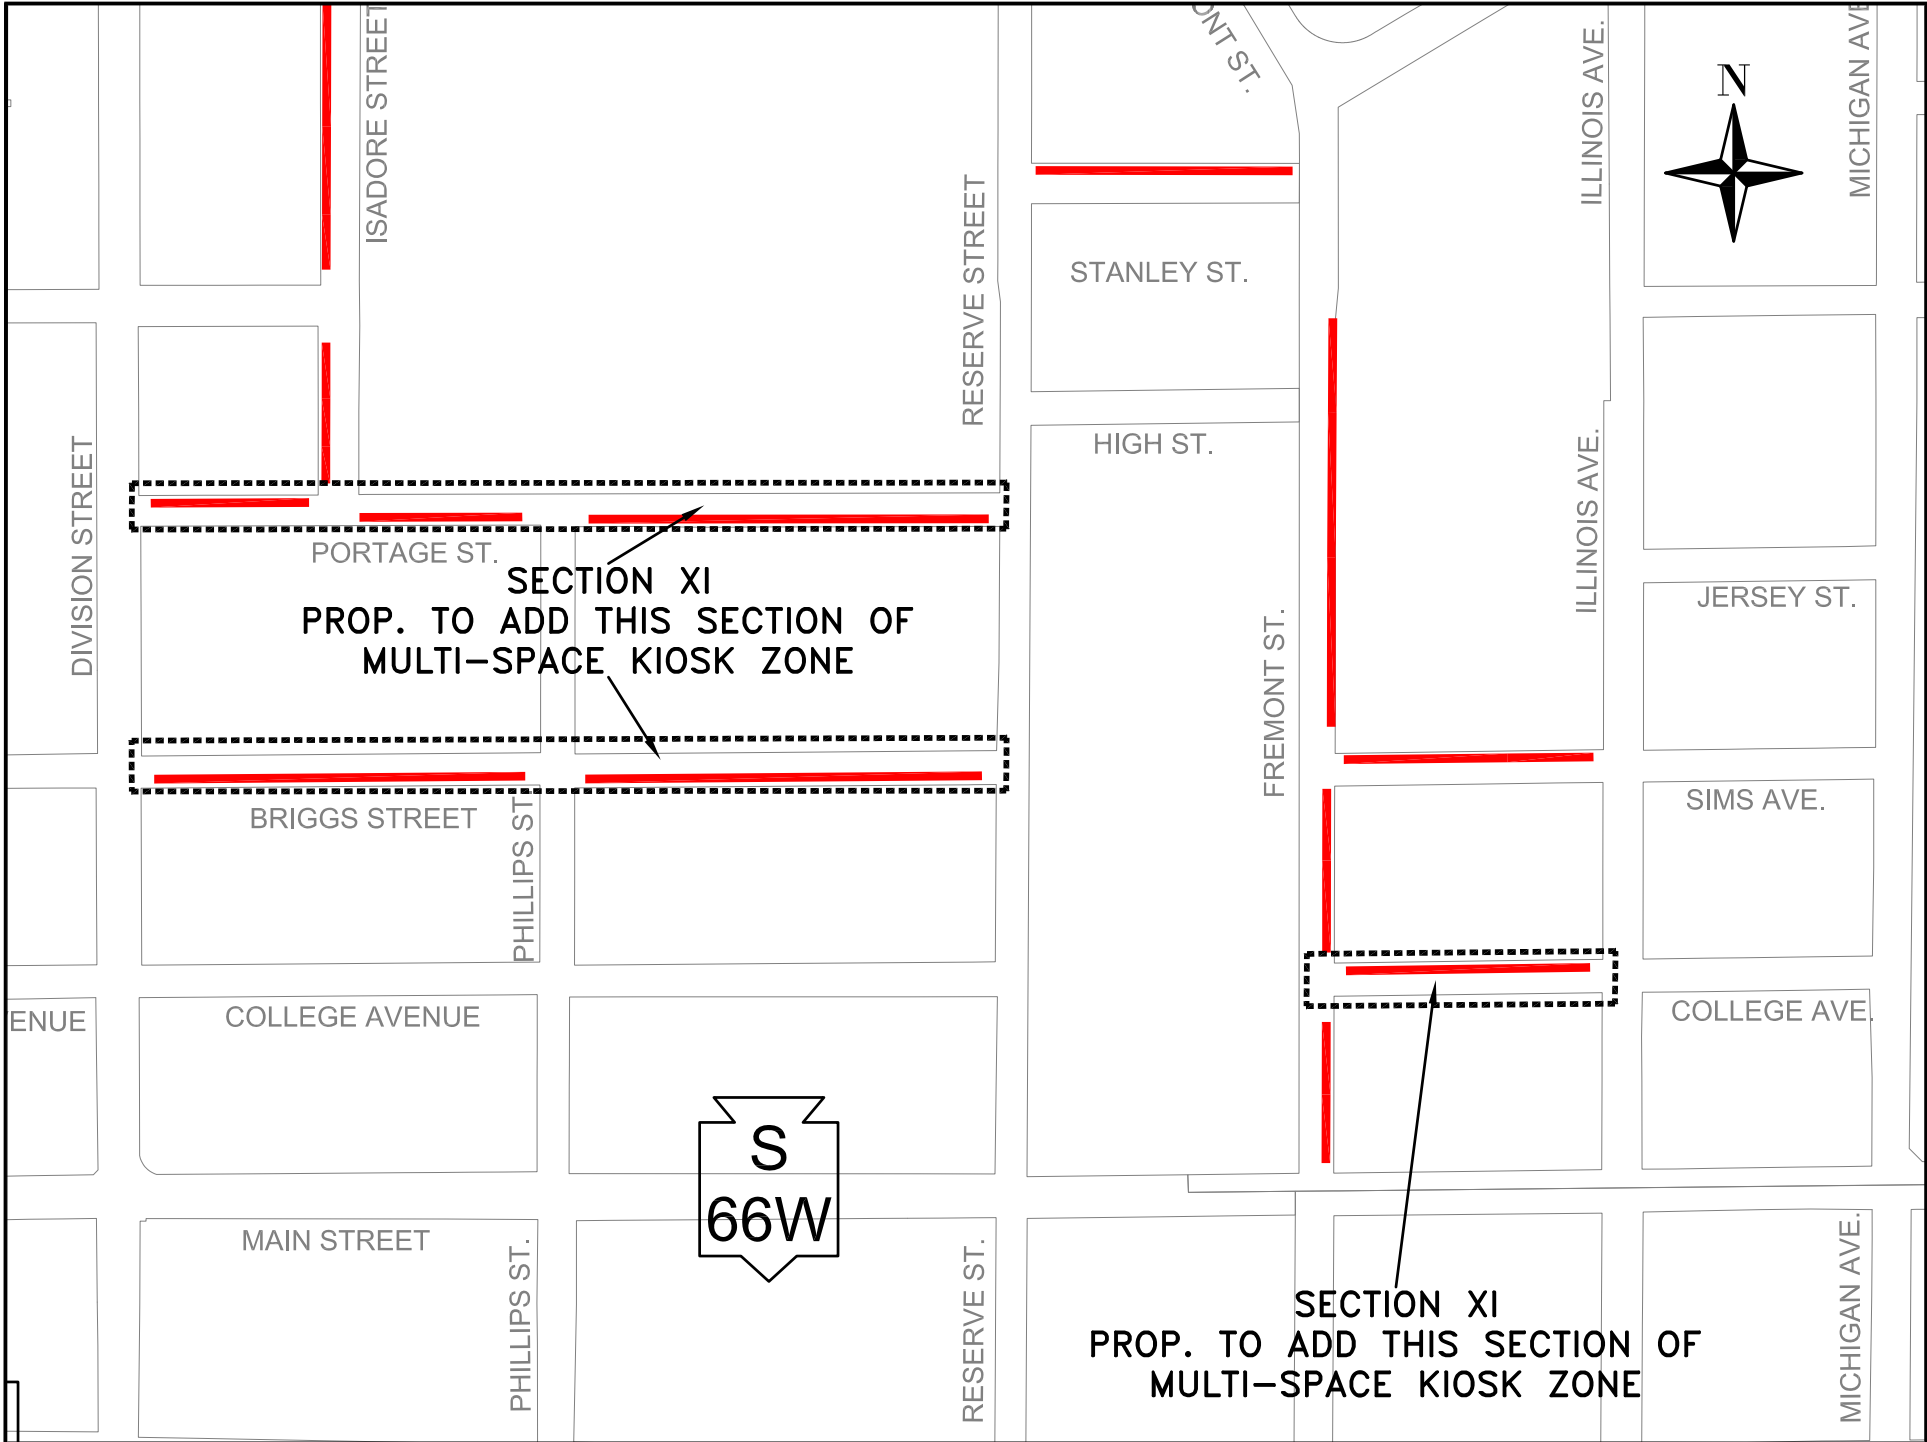 ISADORE STREET
ONT ST.
ILLINOIS AVE.
MICHIGAN AVE
N
RESERVE STREET
STANLEY ST.
HIGH ST.
DIVISION STREET
ILLINOIS AVE.
PORTAGE ST.
SECTION XI
PROP. TO ADD THIS SECTION OF
MULTI-SPACE KIOSK ZONE
JERSEY ST.
FREMONT ST.
SIMS AVE.
BRIGGS STREET
PHILLIPS ST.
ENUE
COLLEGE AVENUE
COLLEGE AVE.
S
66W
MAIN STREET
PHILLIPS ST.
RESERVE ST.
SECTION XI
PROP. TO ADD THIS SECTION OF
MULTI-SPACE KIOSK ZONE
MICHIGAN AVE.